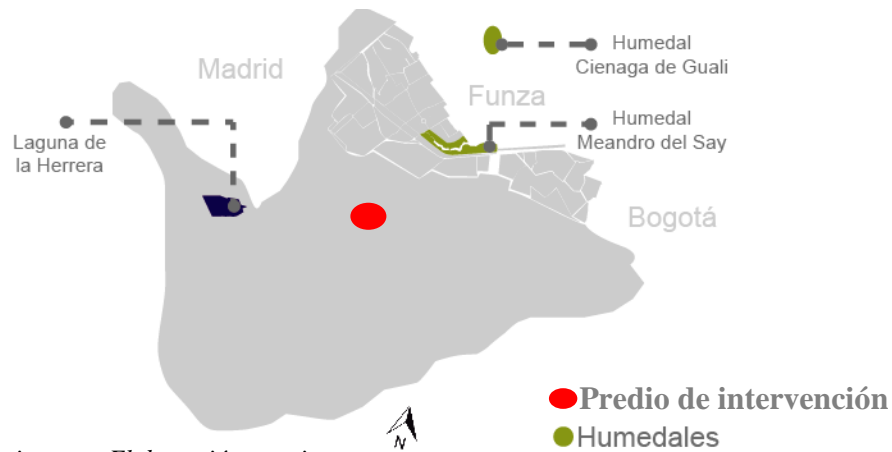 Humedal
Cienaga de Guali
Madrid
Funza
Humedal
Meandro del Say
Laguna de
la Herrera
Bogotá
Predio de intervención
N
Humedales